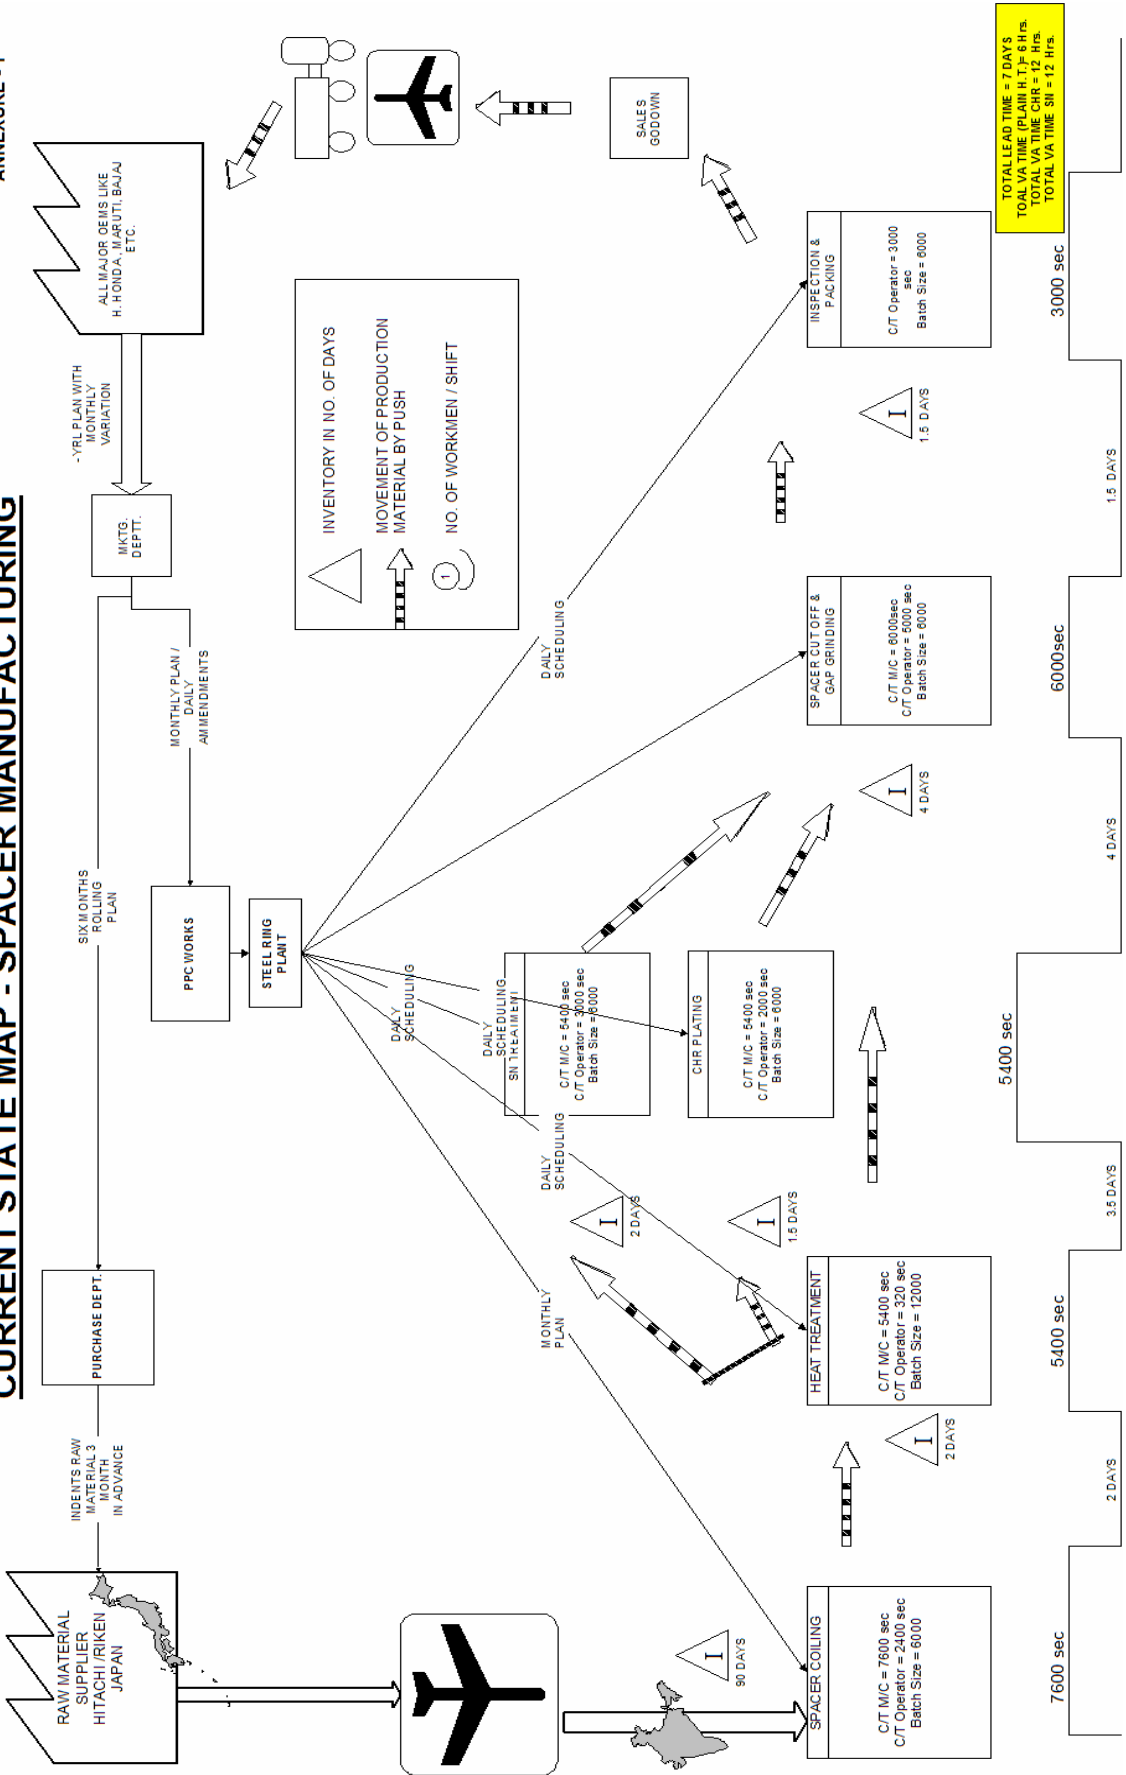 ANNEXURE - 1
CURRENT STATE MAP - SPACER MANUFACTURING
RAW MATERIAL
SUPPLIER
HITACHI /RIKEN
JAPAN
INDENTS RAW
MATERIAL 3
MONTH
IN ADVANCE
PURCHASE DEPT.
SIX MONTHS
ROLLING
PLAN
MKTG.
DEPTT.
- YRL PLAN WITH
MONTHLY
VARIATION
ALL MAJOR OEMS LIKE
H. HONDA, MARUTI, BAJAJ
ETC.
MONTHLY PLAN /
DAILY
AMMENDMENTS
PPC WORKS
STEEL RING
PLANT
INVENTORY IN NO. OF DAYS
MOVEMENT OF PRODUCTION
MATERIAL BY PUSH
1
NO. OF WORKMEN / SHIFT
MONTHLY
PLAN
DAILY
SCHEDULING
DAILY
SCHEDULING
DAILY
SCHEDULING
DAILY
SCHEDULING
SN TREATMENT
C/T M/C = 5400 sec
C/T Operator = 3000 sec
Batch Size = 6000
CHR PLATING
C/T M/C = 5400 sec
C/T Operator = 2000 sec
Batch Size = 6000
SALES
GODOWN
I
90 DAYS
I
2 DAYS
I
2 DAYS
I
1.5 DAYS
I
4 DAYS
I
1.5 DAYS
SPACER COILING
C/T M/C = 7600 sec
C/T Operator = 2400 sec
Batch Size = 6000
HEAT TREATMENT
C/T M/C = 5400 sec
C/T Operator = 320 sec
Batch Size = 12000
SPACER CUT OFF &
GAP GRINDING
C/T M/C = 6000sec
C/T Operator = 5000 sec
Batch Size = 6000
INSPECTION &
PACKING
C/T Operator = 3000
sec
Batch Size = 6000
TOTAL LEAD TIME = 7 DAYS
TOAL VA TIME (PLAIN H.T.)= 6 Hrs.
TOTAL VA TIME CHR = 12 Hrs.
TOTAL VA TIME SN = 12 Hrs.
7600 sec
2 DAYS
5400 sec
3.5 DAYS
5400 sec
4 DAYS
6000sec
1.5 DAYS
3000 sec